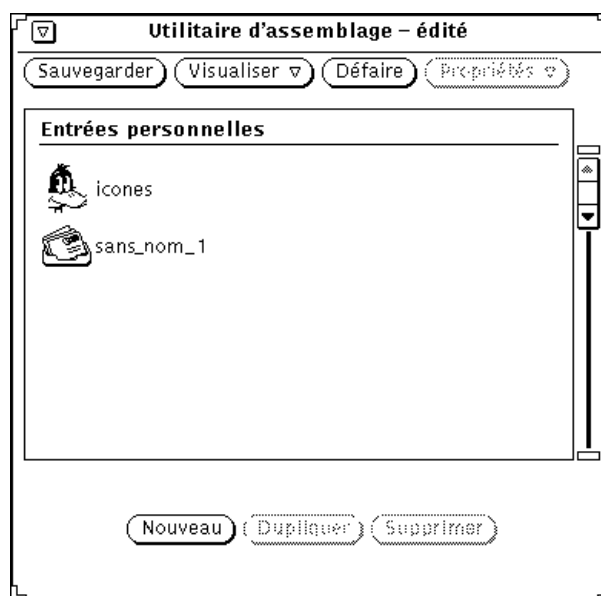 Utilitaire d'assemblage – édité
Sauvegarder Visualiser Défaire Propriétés
Entrées personnelles
icones
sans_nom_1
Nouveau Dupliquer Supprimer